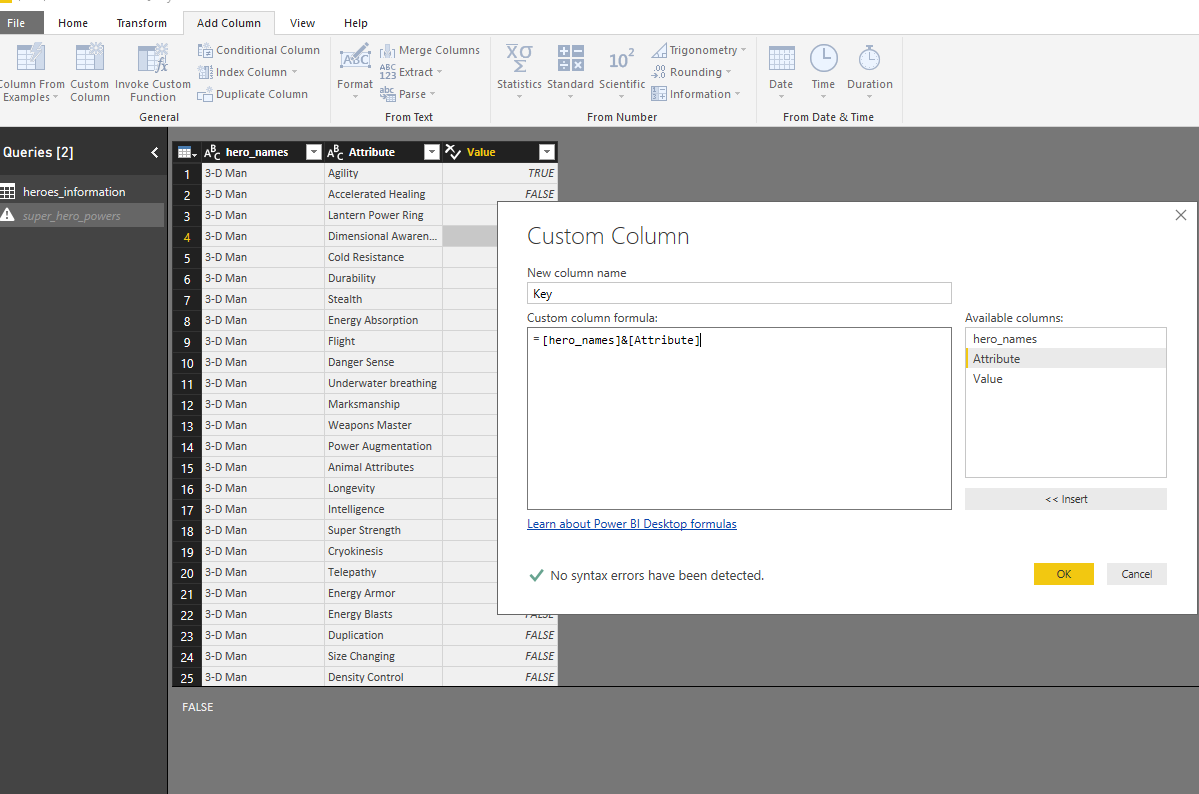 File Home Transform Add Column View Help
Conditional Column
Index Column
Duplicate Column
Column From Examples
Custom Column
Invoke Custom Function
General
Format
Merge Columns
Extract
Parse
From Text
Statistics Standard Scientific
Trigonometry
Rounding
Information
From Number
Date Time Duration
From Date & Time
Queries [2]
heroes_information
super_hero_powers
hero_names Attribute Value
1 3-D Man Agility TRUE
2 3-D Man Accelerated Healing FALSE
3 3-D Man Lantern Power Ring
4 3-D Man Dimensional Awaren...
5 3-D Man Cold Resistance
6 3-D Man Durability
7 3-D Man Stealth
8 3-D Man Energy Absorption
9 3-D Man Flight
10 3-D Man Danger Sense
11 3-D Man Underwater breathing
12 3-D Man Marksmanship
13 3-D Man Weapons Master
14 3-D Man Power Augmentation
15 3-D Man Animal Attributes
16 3-D Man Longevity
17 3-D Man Intelligence
18 3-D Man Super Strength
19 3-D Man Cryokinesis
20 3-D Man Telepathy
21 3-D Man Energy Armor
22 3-D Man Energy Blasts FALSE
23 3-D Man Duplication FALSE
24 3-D Man Size Changing FALSE
25 3-D Man Density Control FALSE
FALSE
Custom Column
New column name
Key
Custom column formula:
= [hero_names]&[Attribute]
Available columns:
hero_names
Attribute
Value
<< Insert
Learn about Power BI Desktop formulas
No syntax errors have been detected.
OK Cancel